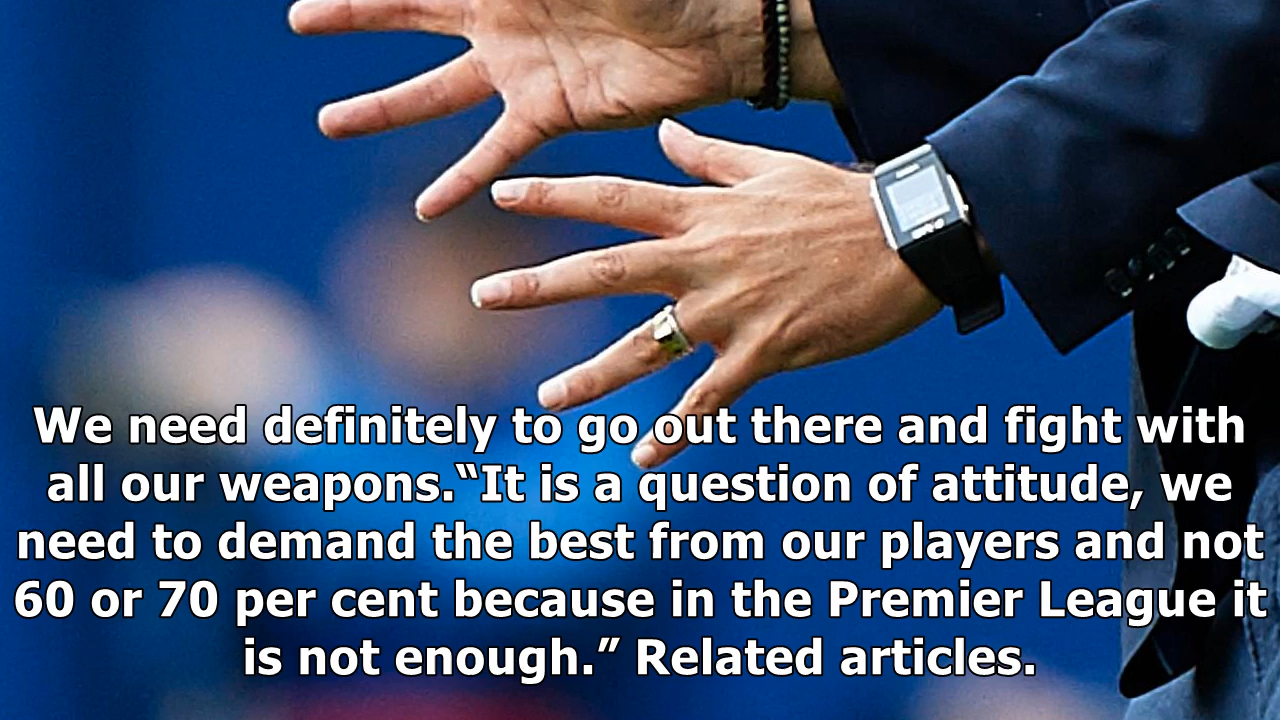 We need definitely to go out there and fight with
all our weapons.“It is a question of attitude, we
need to demand the best from our players and not
60 or 70 per cent because in the Premier League it
is not enough.” Related articles.